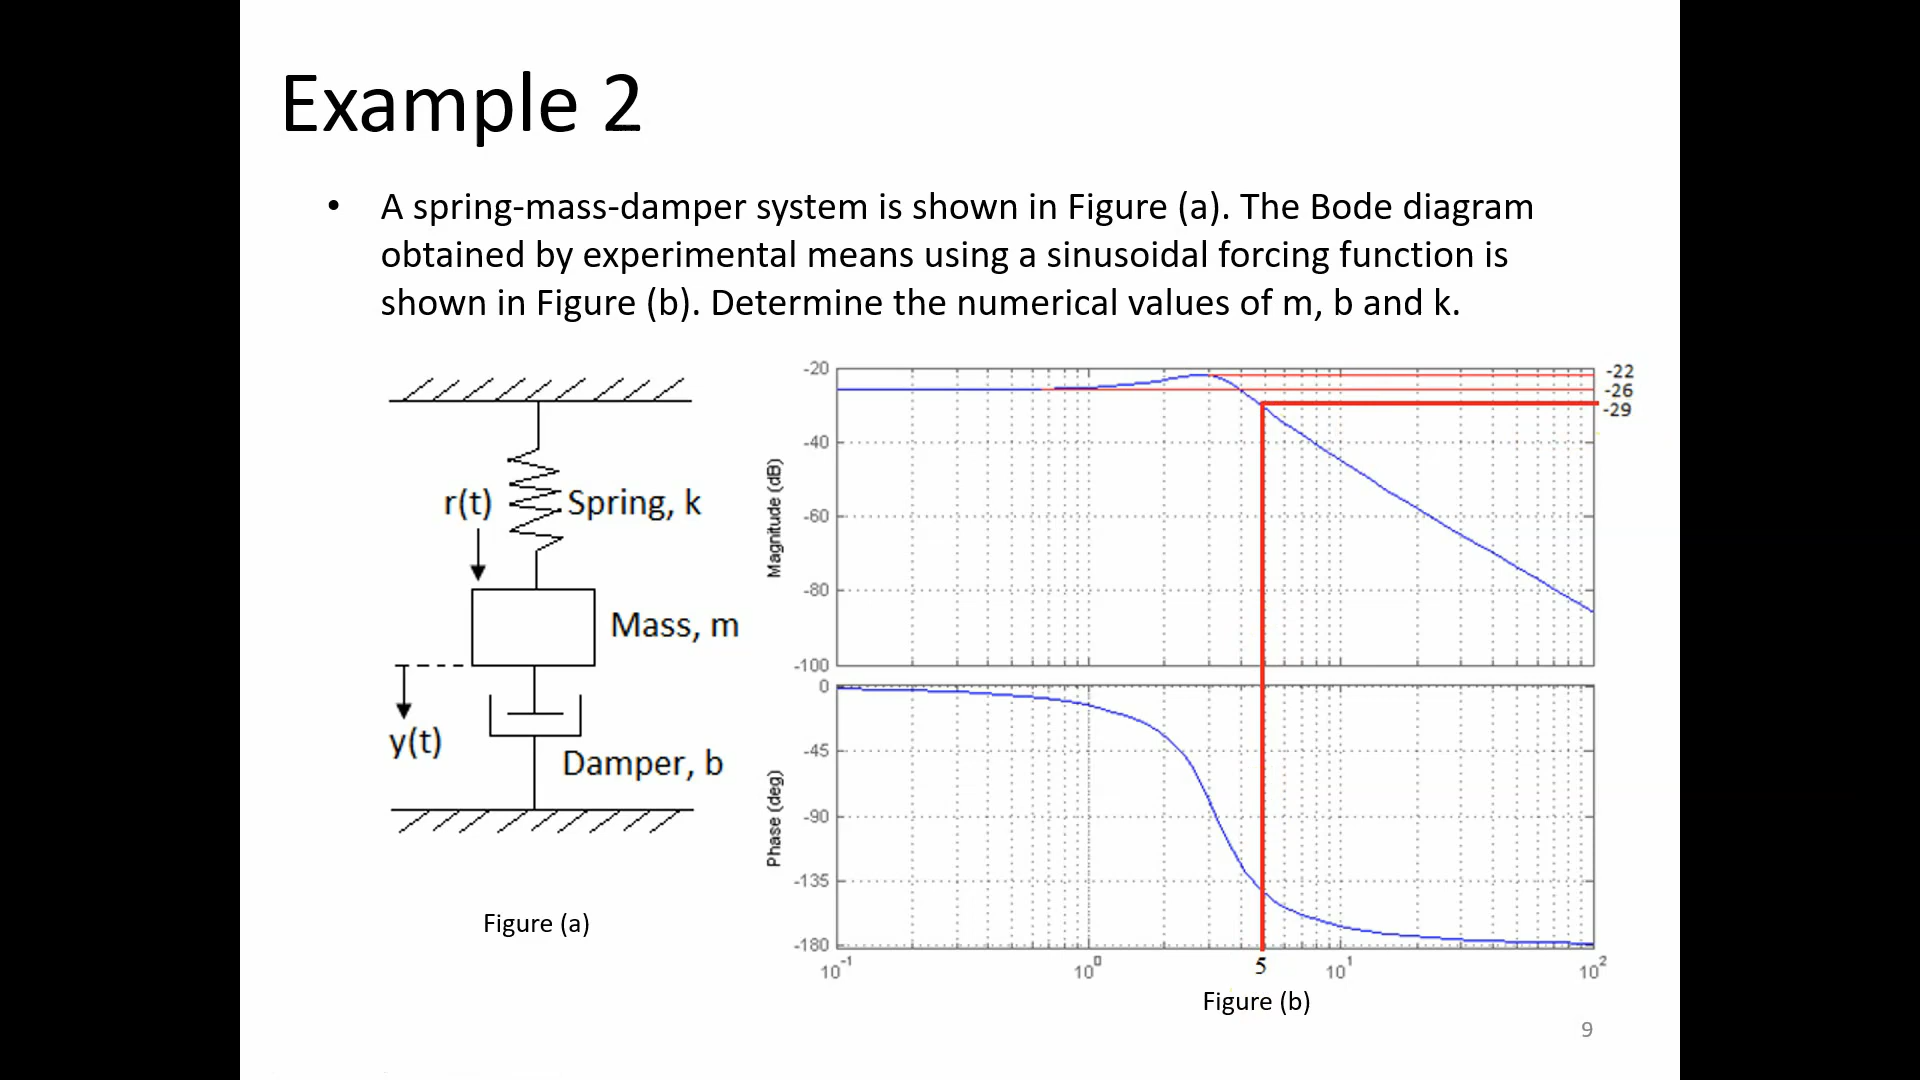 Example 2
• A spring-mass-damper system is shown in Figure (a). The Bode diagram
obtained by experimental means using a sinusoidal forcing function is
shown in Figure (b). Determine the numerical values of m, b and k.
r(t)
Spring, k
Mass, m
y(t)
Damper, b
Figure (a)
Magnitude (dB)
-20
-40
-60
-80
-100
-22
-26
-29
Phase (deg)
0
-45
-90
-135
-180
10⁻¹
10⁰
5
10¹
10²
Figure (b)
9